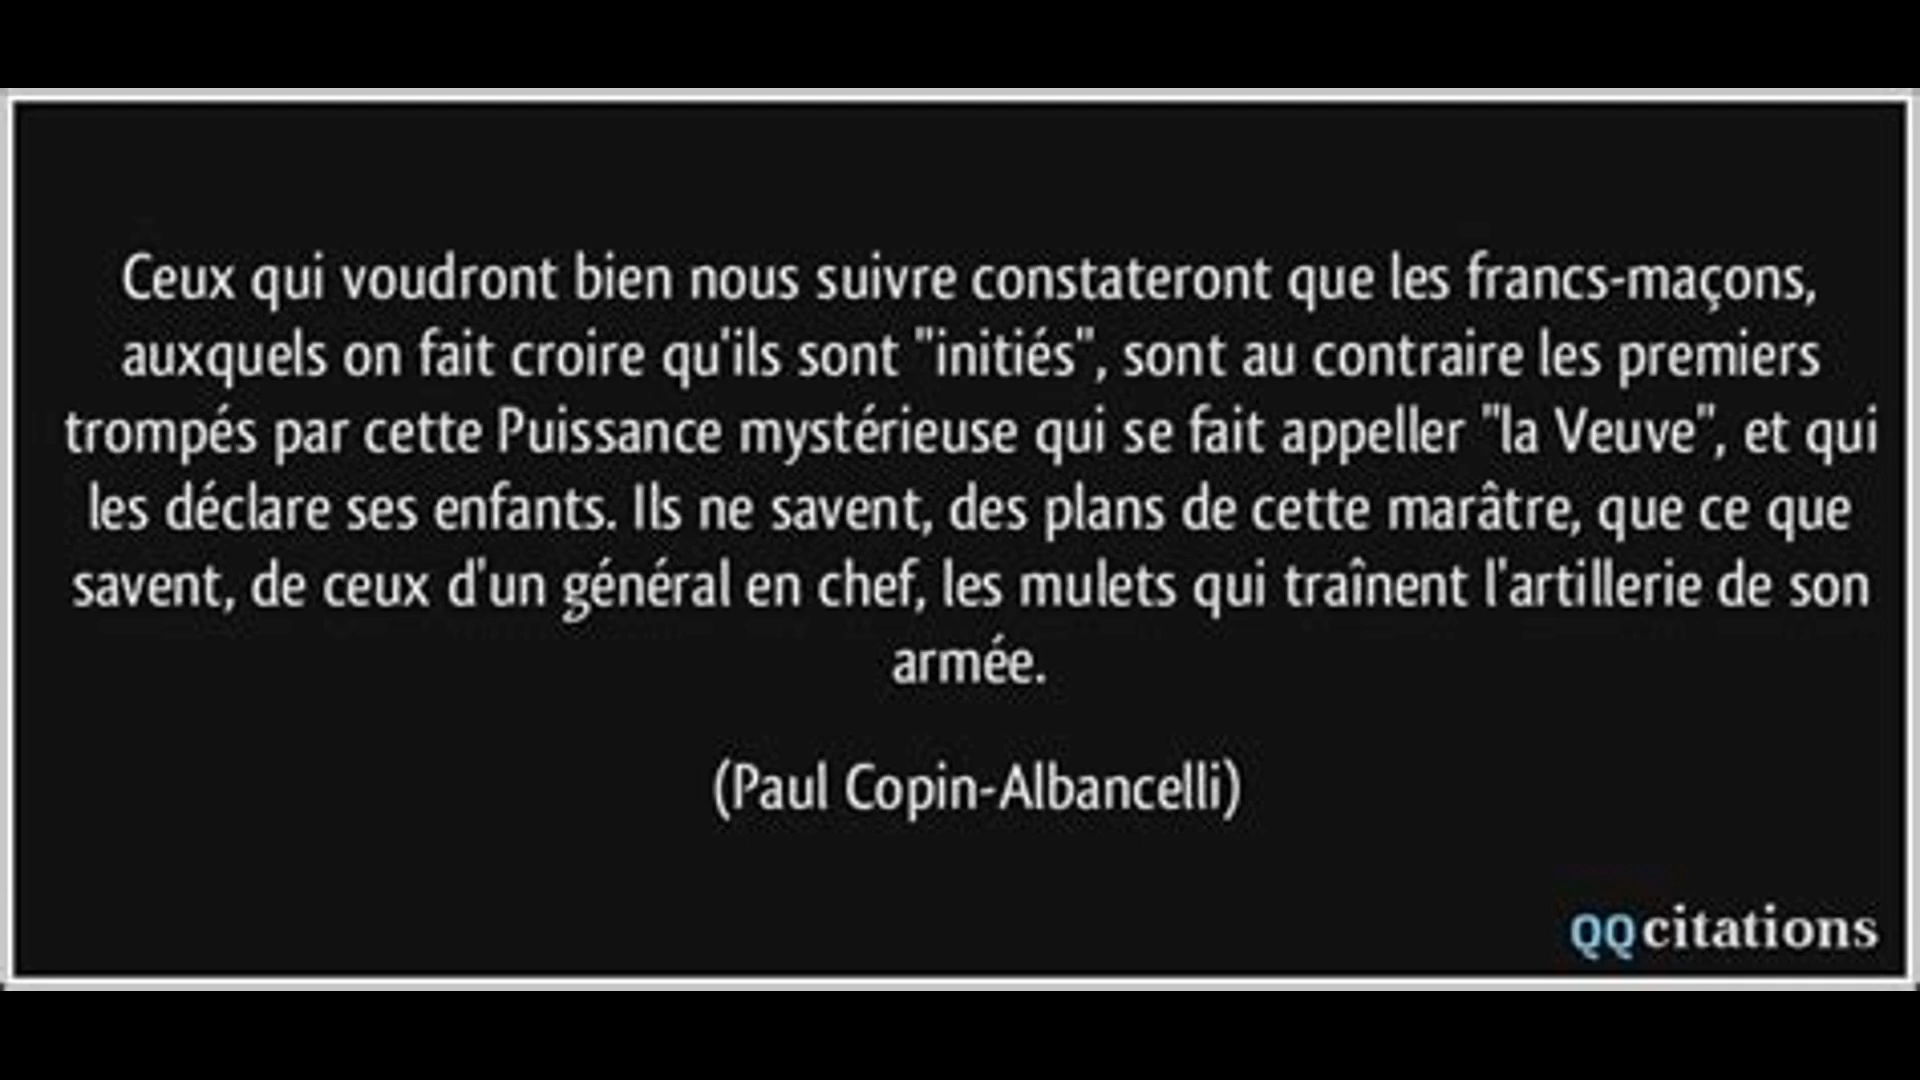 Ceux qui voudront bien nous suivre constateront que les francs-maçons,
auxquels on fait croire qu'ils sont "initiés", sont au contraire les premiers
trompés par cette Puissance mystérieuse qui se fait appeller "la Veuve", et qui
les déclare ses enfants. Ils ne savent, des plans de cette marâtre, que ce que
savent, de ceux d'un général en chef, les mulets qui traînent l'artillerie de son
armée.
(Paul Copin-Albancelli)
QQcitations